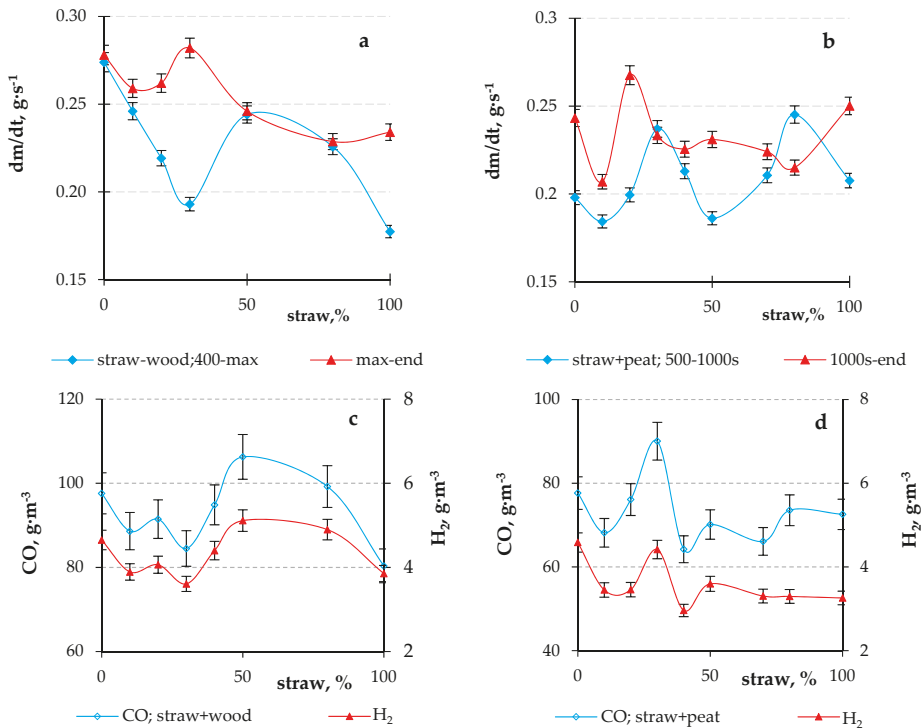 a
dm/dt, g·s⁻¹
0.30
0.25
0.20
0.15
0
50
100
straw,%
straw-wood;400-max
max-end
b
dm/dt, g·s⁻¹
0.3
0.25
0.2
0.15
0
50
100
straw,%
straw+peat; 500-1000s
1000s-end
c
CO, g·m⁻³
120
100
80
60
H₂, g·m⁻³
8
6
4
2
0
50
100
straw, %
CO; straw+wood
H₂
d
CO, g·m⁻³
100
80
60
40
H₂, g·m⁻³
8
6
4
2
0
50
100
straw, %
CO; straw+peat
H₂